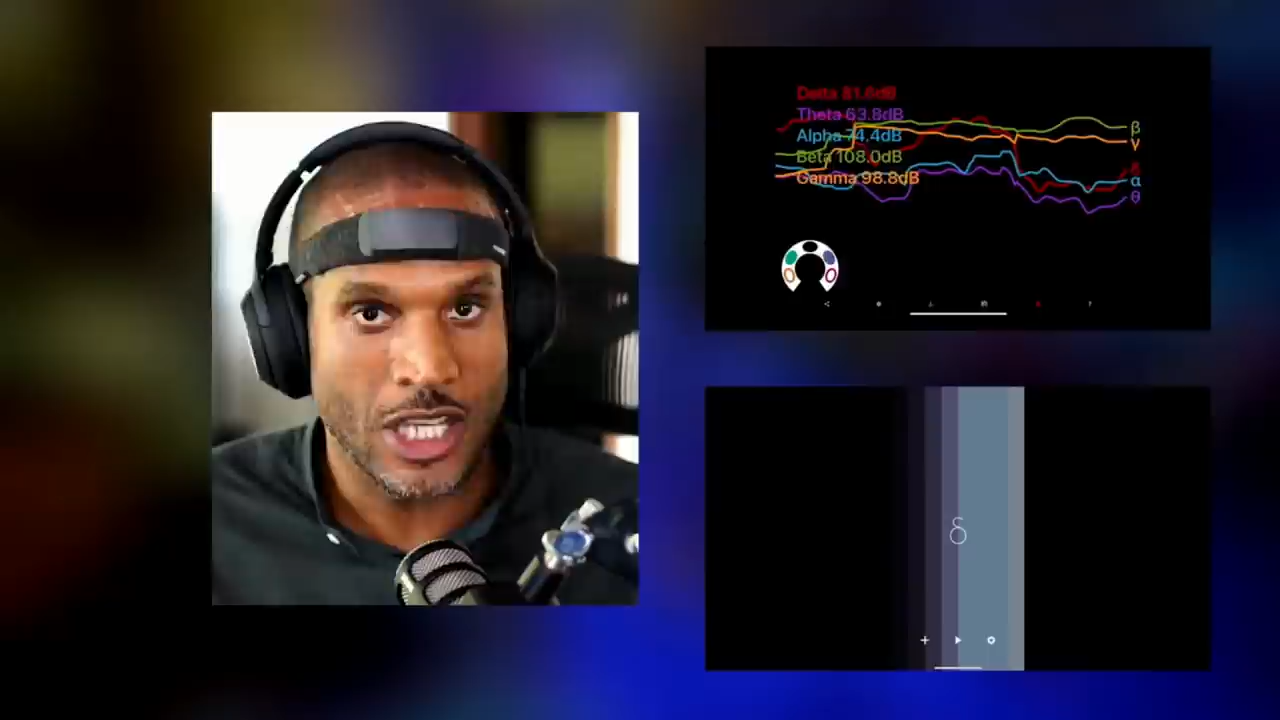 Delta 81.6dB
Theta 63.8dB
Alpha 74.4dB
Beta 108.0dB
Gamma 98.8dB
β
γ
δ
α
θ
δ